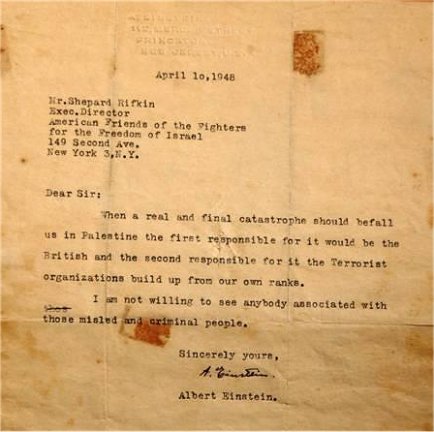 April 10,1948
Mr.Shepard Rifkin
Exec.Director
American Friends of the Fighters
for the Freedom of Israel
149 Second Ave.
New York 3,N.Y.
Dear Sir:
When a real and final catastrophe should befall
us in Palestine the first responsible for it would be the
British and the second responsible for it the Terrorist
organizations build up from our own ranks.
I am not willing to see anybody associated with
those misled and criminal people.
Sincerely yours,
A. Einstein.
Albert Einstein.